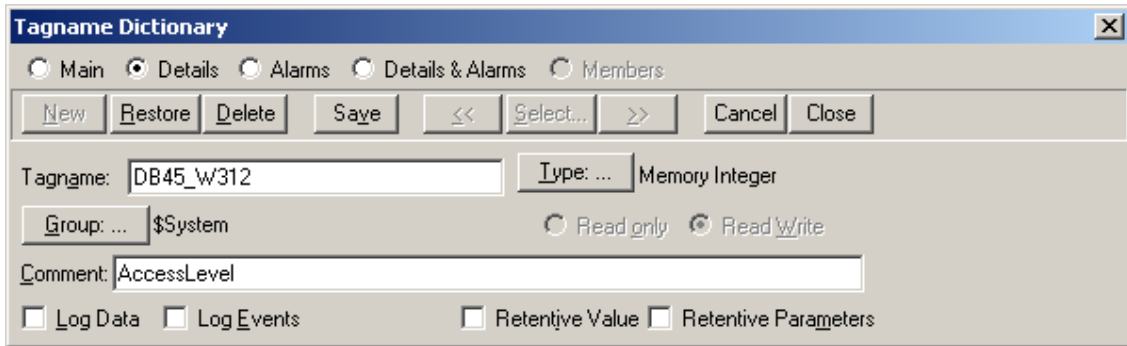 Tagname Dictionary
Main Details Alarms Details & Alarms Members
New Restore Delete Save << Select... >> Cancel Close
Tagname: DB45_W312 Type: ... Memory Integer
Group: ... $System Read only Read Write
Comment: AccessLevel
Log Data Log Events Retentive Value Retentive Parameters